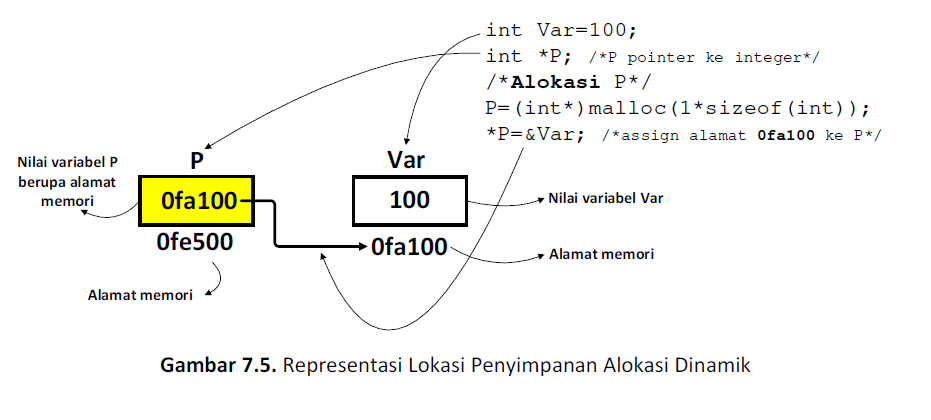 int Var=100;
int *P; /*P pointer ke integer*/
/*Alokasi P*/
P=(int*)malloc(1*sizeof(int));
*P=&Var; /*assign alamat 0fa100 ke P*/
P
Var
Nilai variabel P
berupa alamat
memori
0fa100
100
Nilai variabel Var
0fe500
0fa100
Alamat memori
Alamat memori
Gambar 7.5. Representasi Lokasi Penyimpanan Alokasi Dinamik